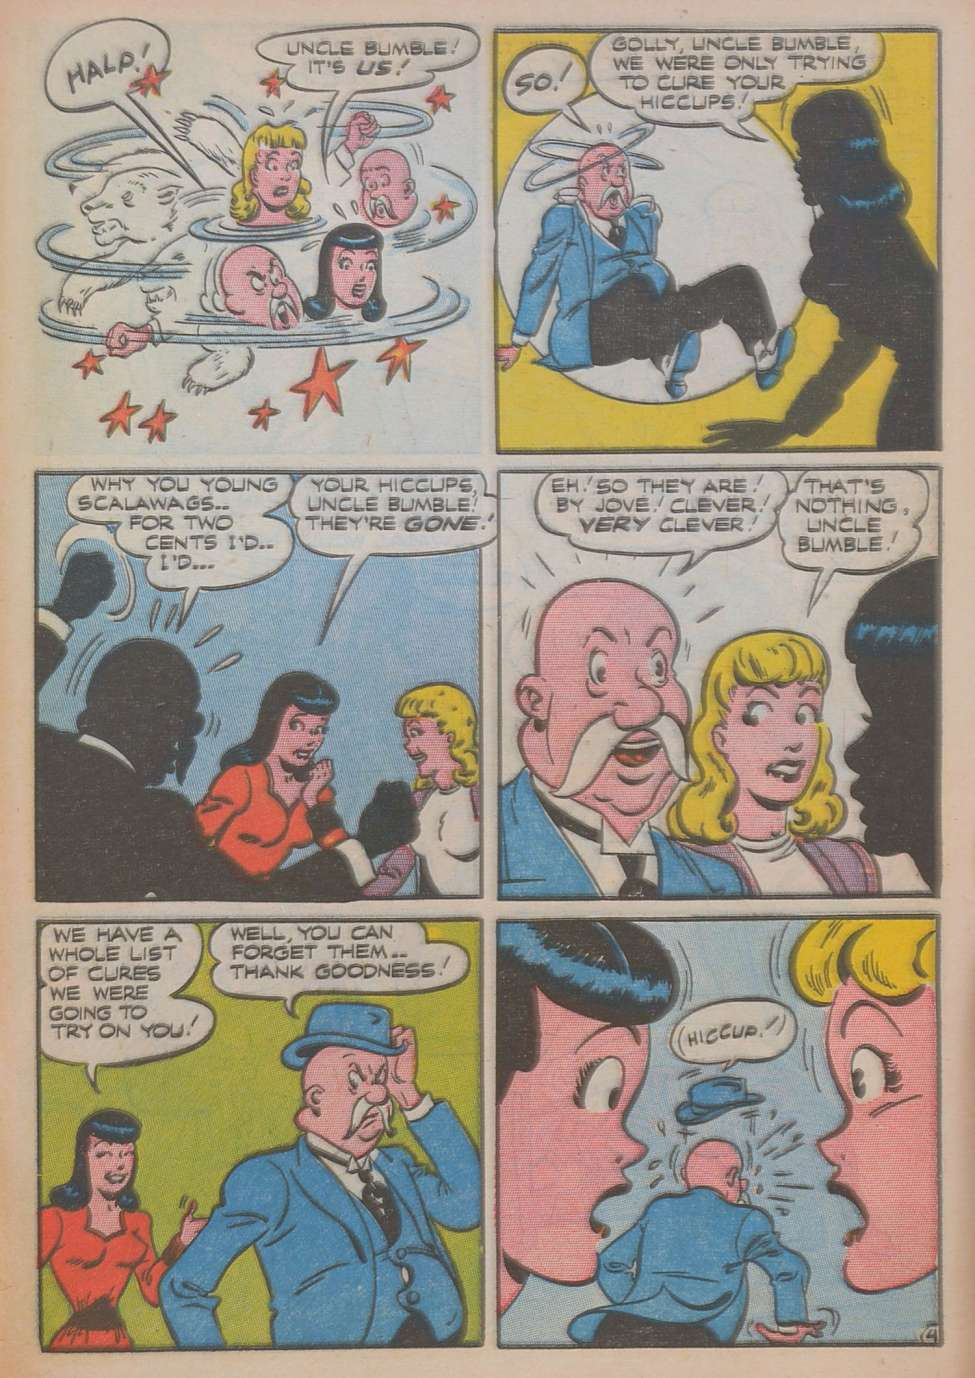 HALP!
UNCLE BUMBLE!
IT'S US!
SO!
GOLLY, UNCLE BUMBLE,
WE WERE ONLY TRYING
TO CURE YOUR
HICCUPS!
WHY YOU YOUNG
SCALAWAGS..
FOR TWO
CENTS I'D..
I'D...
YOUR HICCUPS,
UNCLE BUMBLE!
THEY'RE GONE!
EH! SO THEY ARE!
BY JOVE! CLEVER!
VERY CLEVER!
THAT'S
NOTHING,
UNCLE
BUMBLE!
WE HAVE A
WHOLE LIST
OF CURES
WE WERE
GOING TO
TRY ON YOU!
WELL, YOU CAN
FORGET THEM..
THANK GOODNESS!
HICCUP!
4